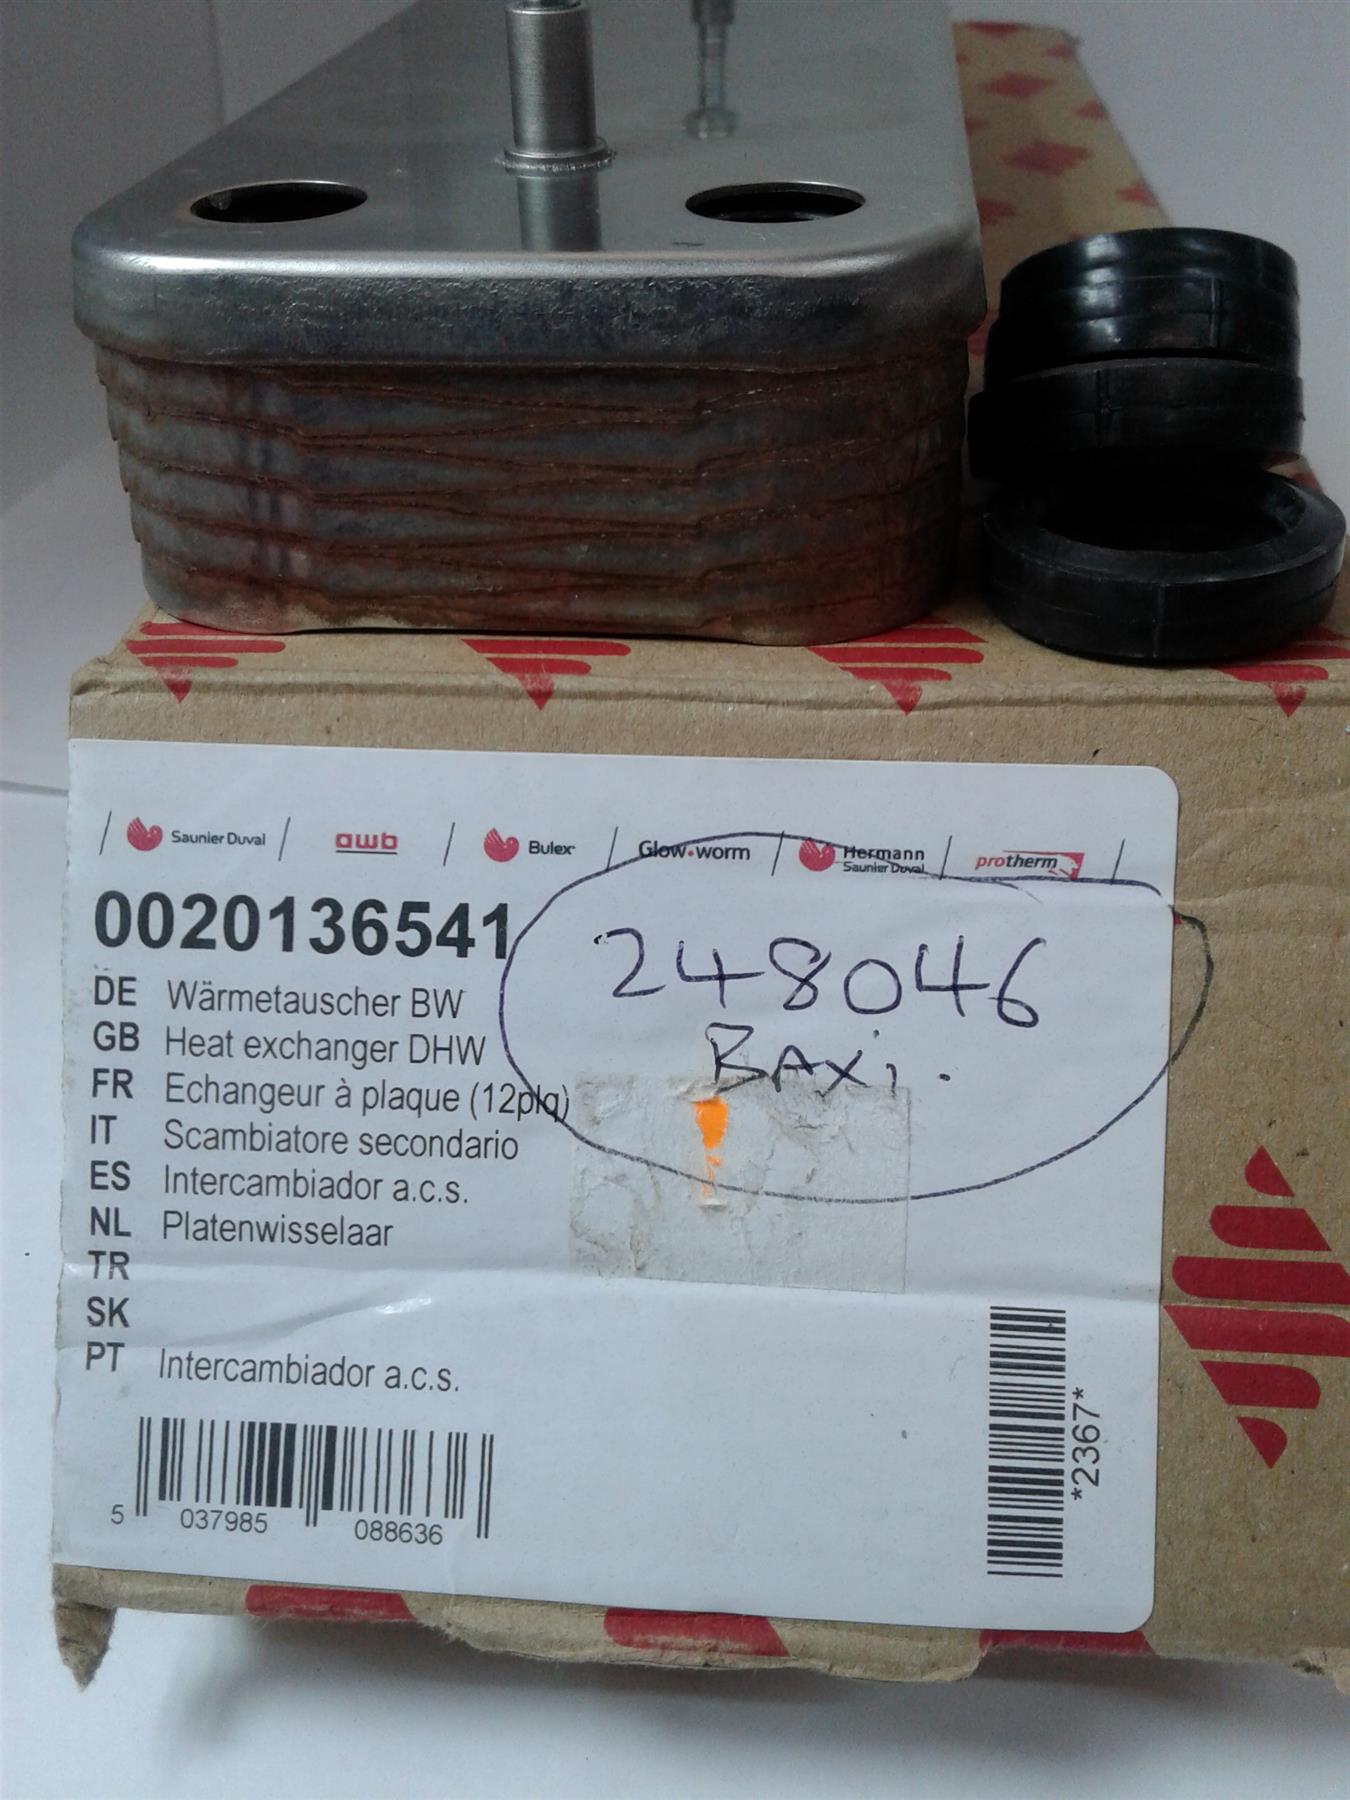 Saunier Duval awb Bulex Glow•worm Hermann Saunier Duval protherm
0020136541
248046
BAXi.
DE Wärmetauscher BW
GB Heat exchanger DHW
FR Echangeur à plaque (12plq)
IT Scambiatore secondario
ES Intercambiador a.c.s.
NL Platenwisselaar
TR
SK
PT Intercambiador a.c.s.
5 037985 088636
*2367*